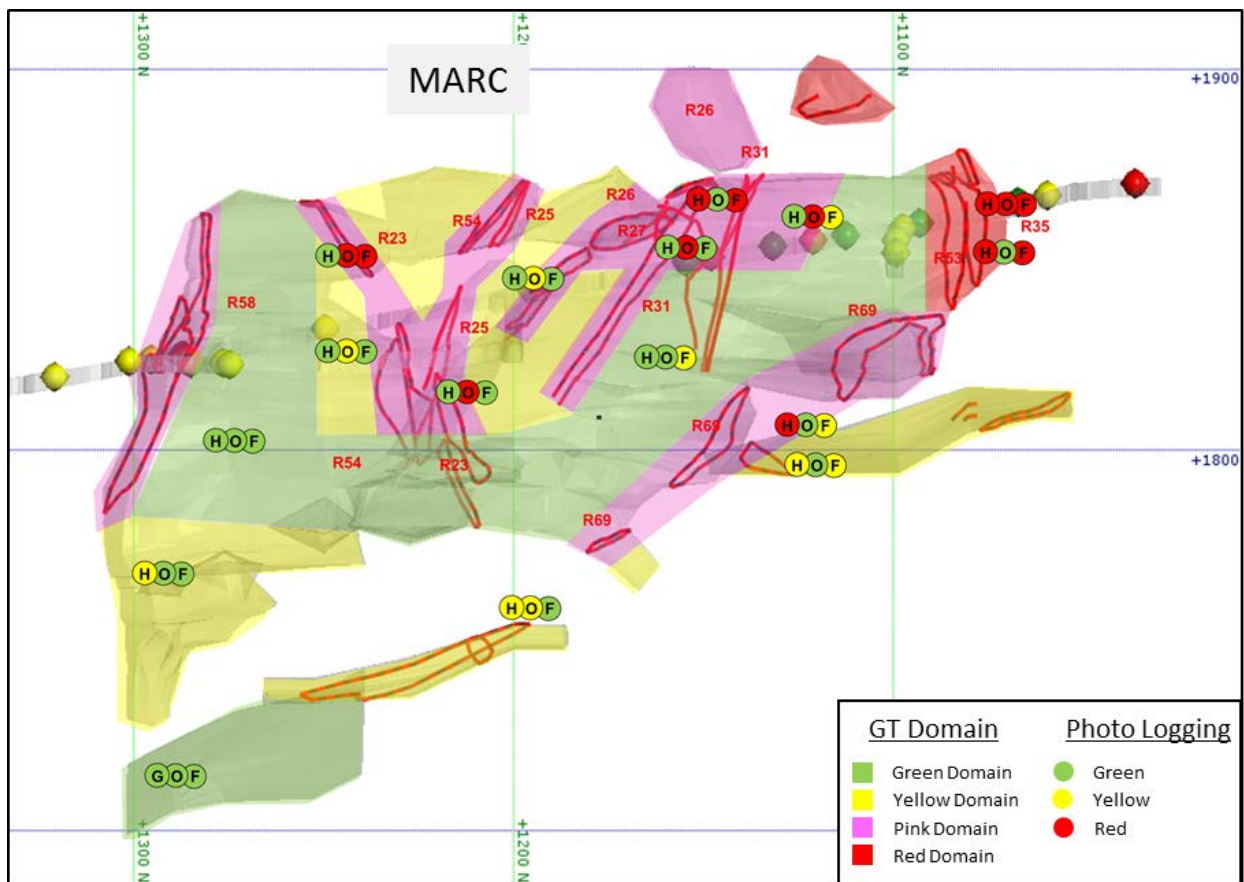 +1300 N
+120
+1100 N
MARC
+1900
R26
R31
R26
R54
R25
R27
R23
H O F
H O F
H O F
R35
H O F
H O F
H O F
R53
H O F
R58
R31
R69
R25
H O F
H O F
H O F
R69
H O F
H O F
R54
R23
H O F
+1800
R69
H O F
H O F
G O F
+1300 N
+1200 N
GT Domain
Green Domain
Yellow Domain
Pink Domain
Red Domain
Photo Logging
Green
Yellow
Red